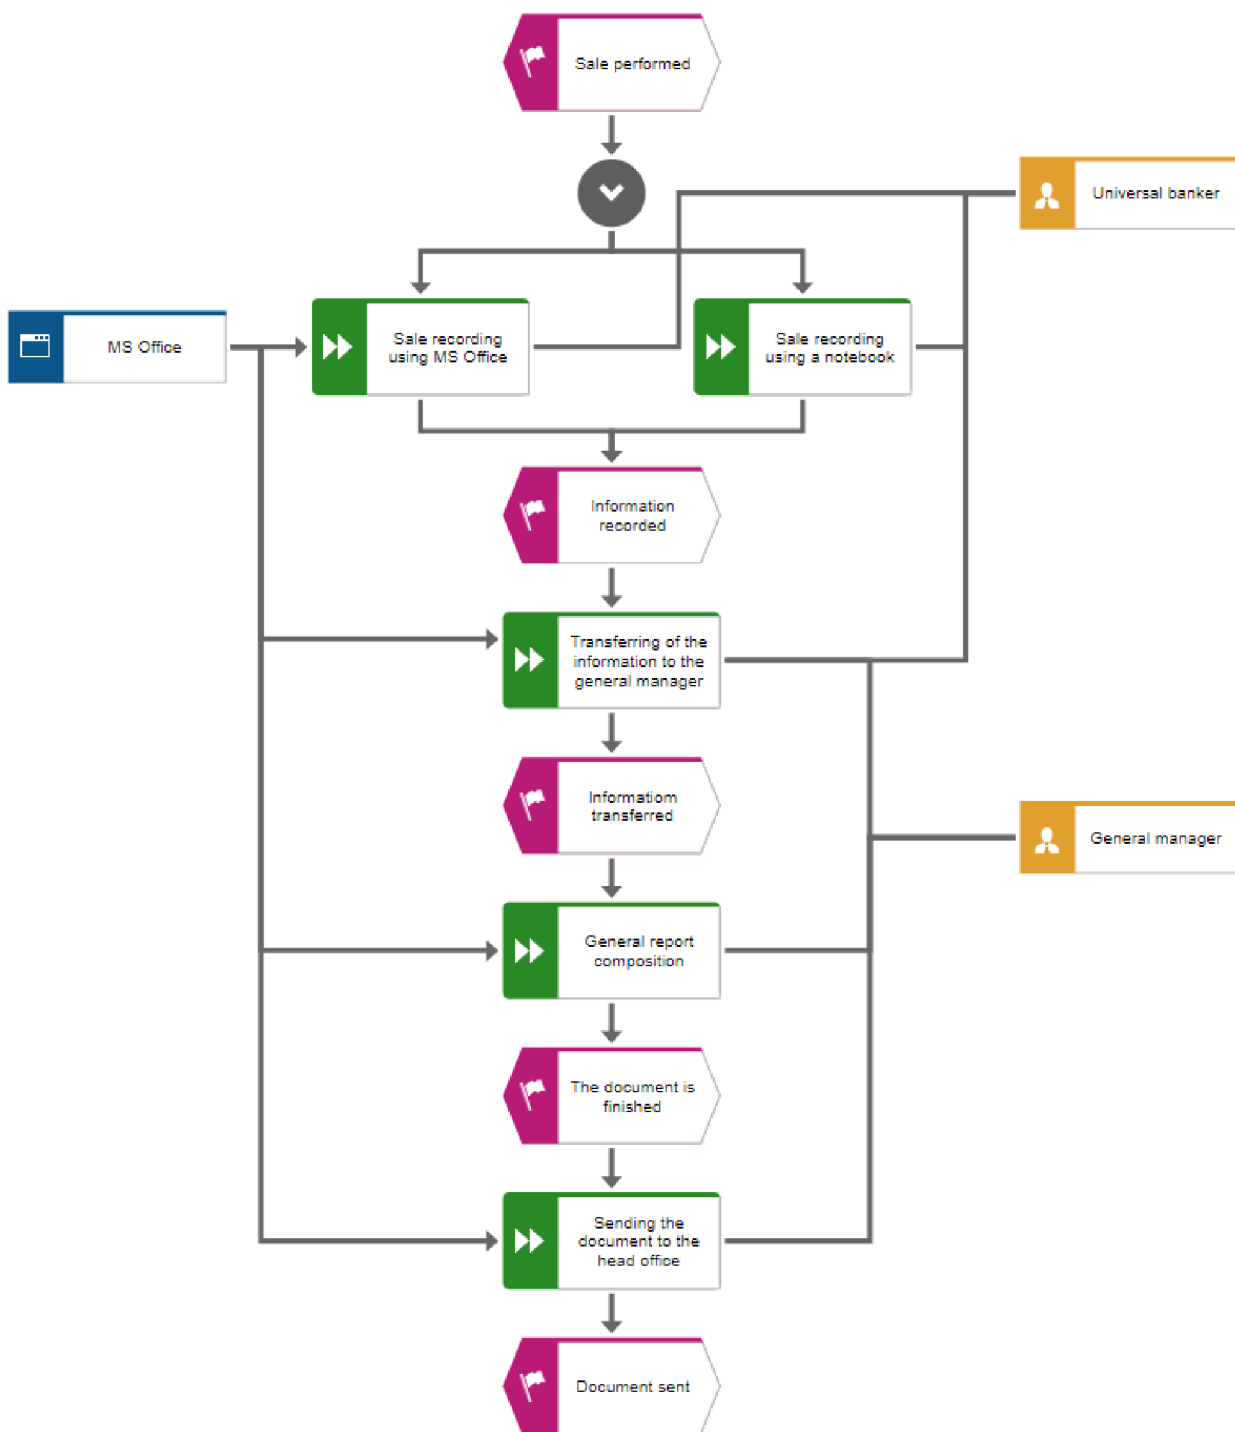 Sale performed
Universal banker
MS Office
Sale recording
using MS Office
Sale recording
using a notebook
Information
recorded
Transferring of the
information to the
general manager
Informatiom
transferred
General manager
General report
composition
The document is
finished
Sending the
document to the
head office
Document sent